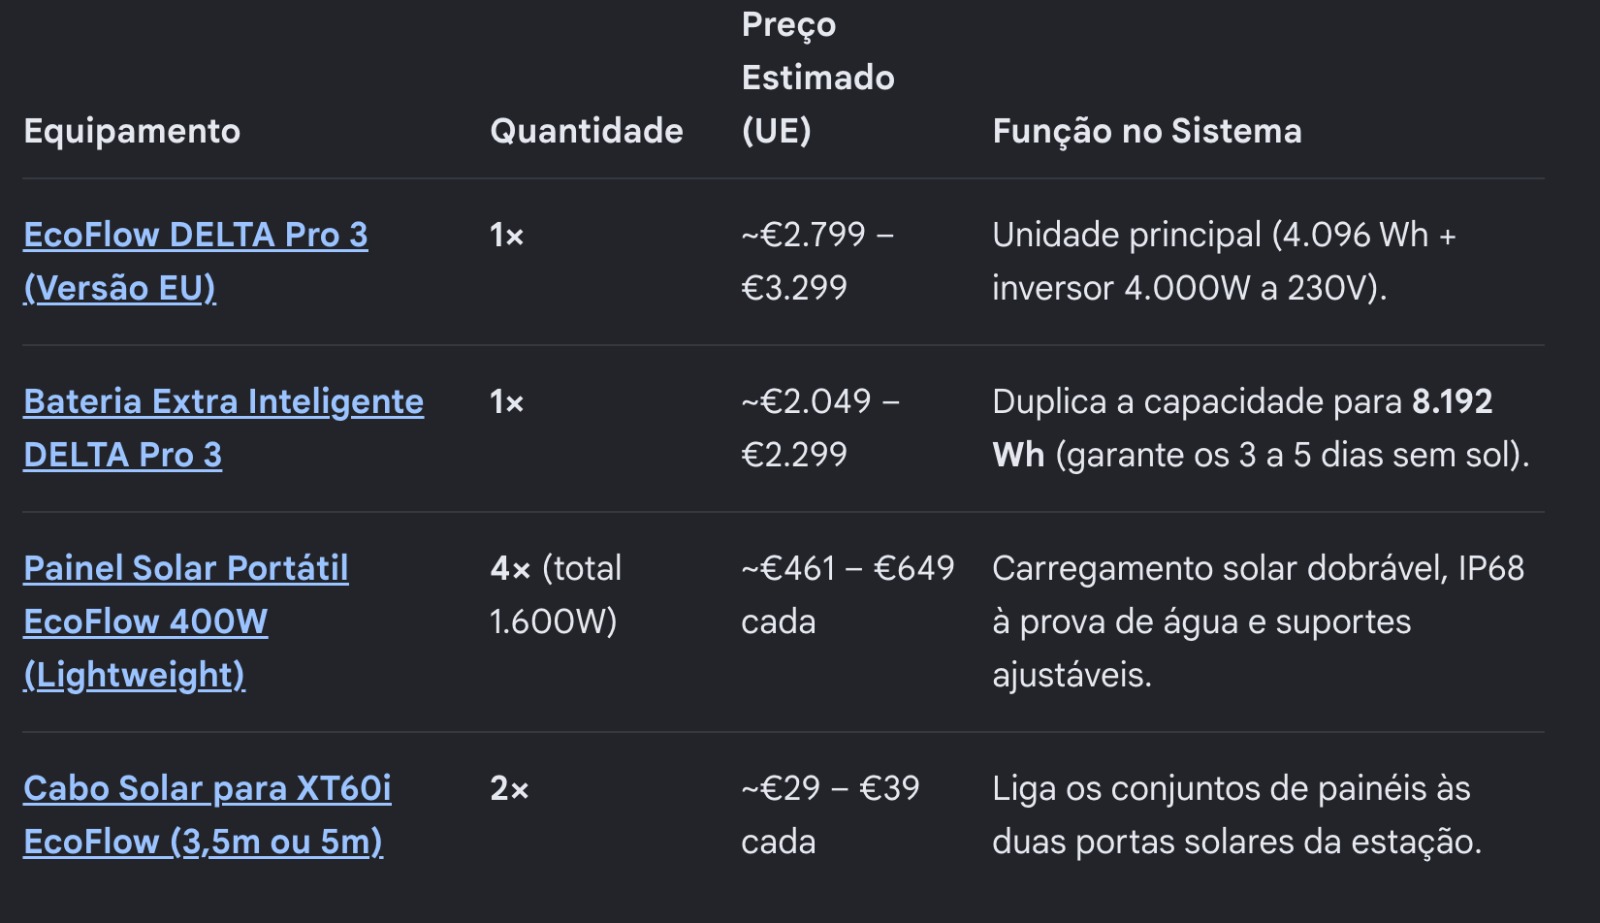 Equipamento
Quantidade
Preço
Estimado
(UE)
Função no Sistema
EcoFlow DELTA Pro 3
(Versão EU)
1×
~€2.799 –
€3.299
Unidade principal (4.096 Wh +
inversor 4.000W a 230V).
Bateria Extra Inteligente
DELTA Pro 3
1×
~€2.049 –
€2.299
Duplica a capacidade para 8.192
Wh (garante os 3 a 5 dias sem sol).
Painel Solar Portátil
EcoFlow 400W
(Lightweight)
4× (total
1.600W)
~€461 – €649
cada
Carregamento solar dobrável, IP68
à prova de água e suportes
ajustáveis.
Cabo Solar para XT60i
EcoFlow (3,5m ou 5m)
2×
~€29 – €39
cada
Liga os conjuntos de painéis às
duas portas solares da estação.